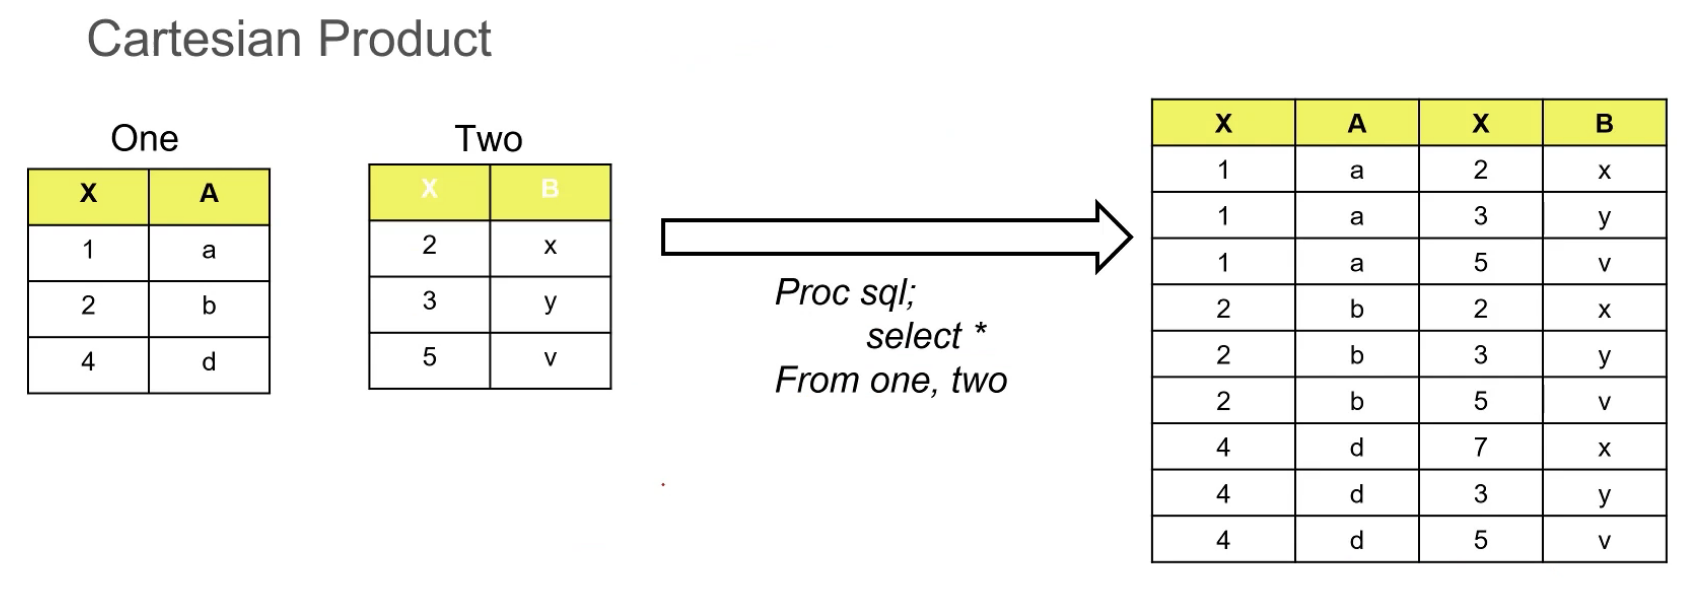 Cartesian Product
One
X A
1 a
2 b
4 d
Two
X B
2 x
3 y
5 v
Proc sql;
select *
From one, two
X A X B
1 a 2 x
1 a 3 y
1 a 5 v
2 b 2 x
2 b 3 y
2 b 5 v
4 d 7 x
4 d 3 y
4 d 5 v